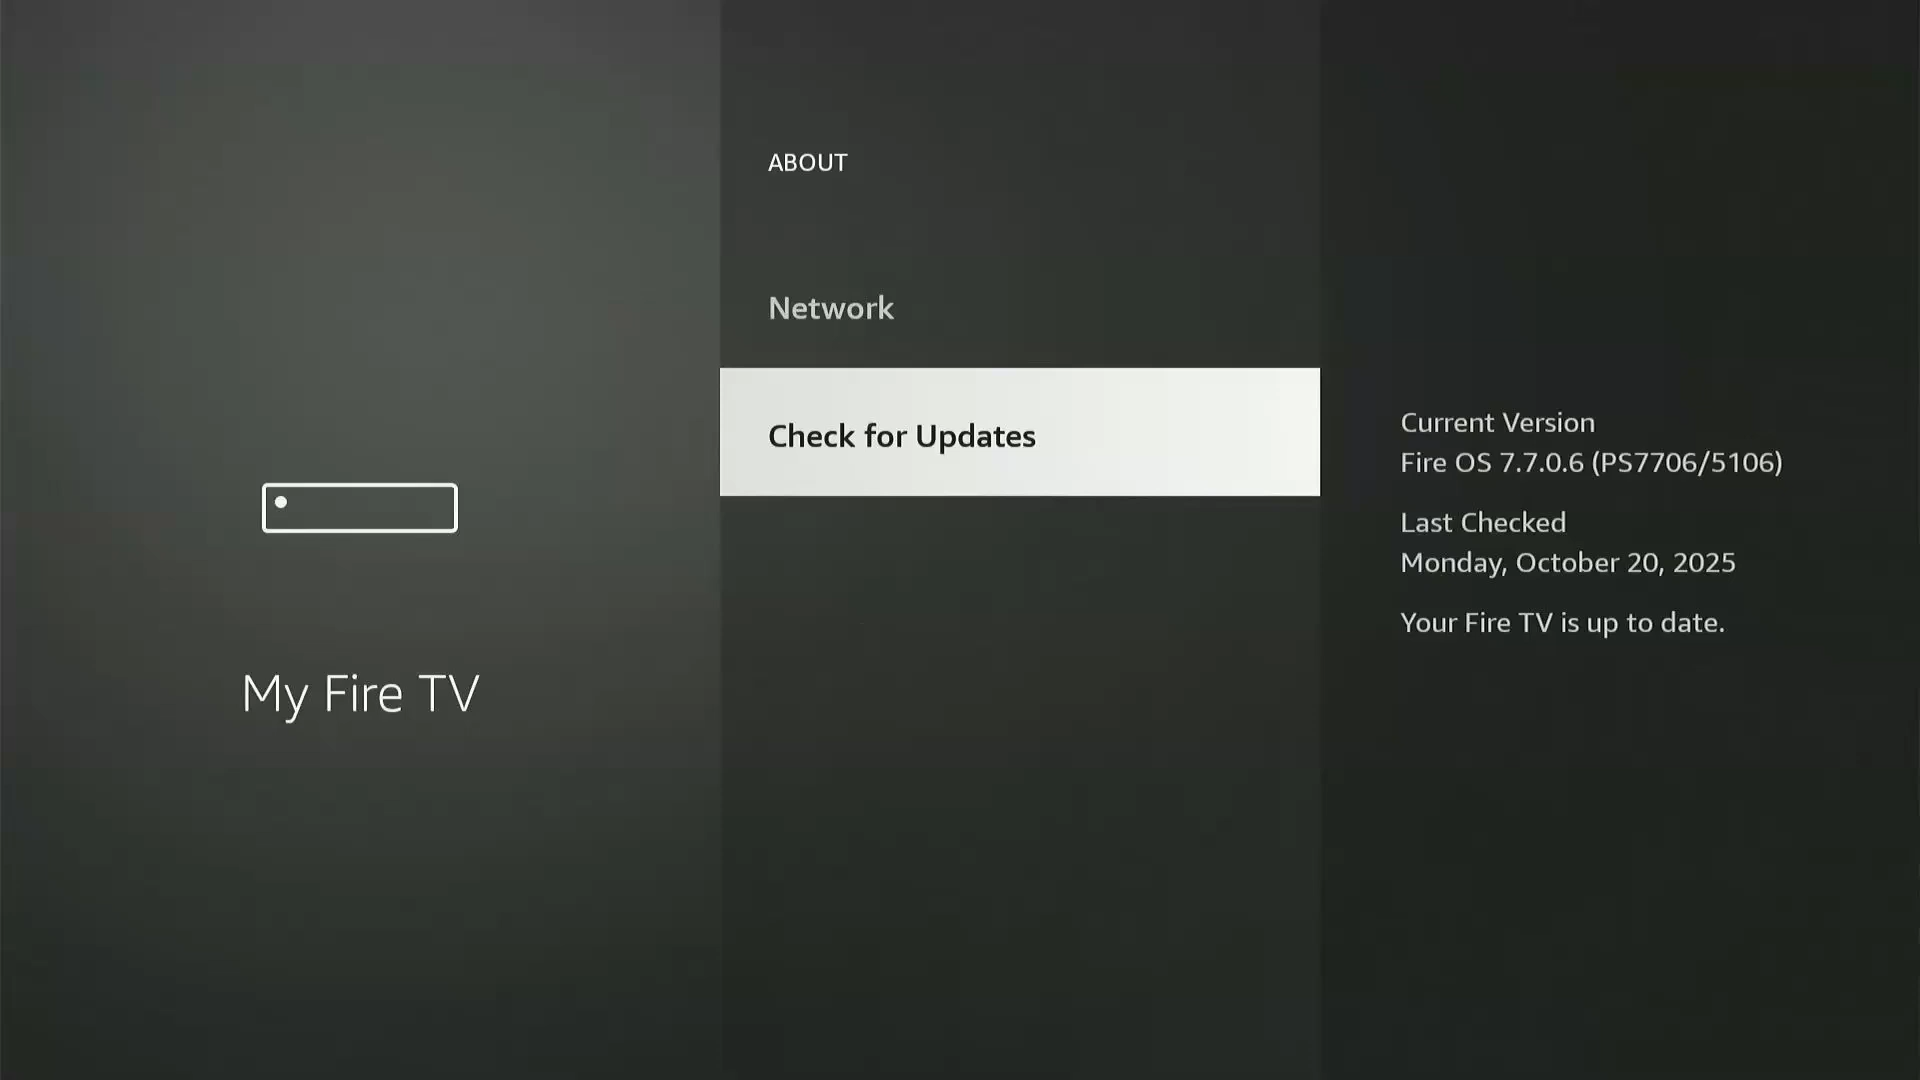 My Fire TV
ABOUT
Network
Check for Updates
Current Version
Fire OS 7.7.0.6 (PS7706/5106)
Last Checked
Monday, October 20, 2025
Your Fire TV is up to date.